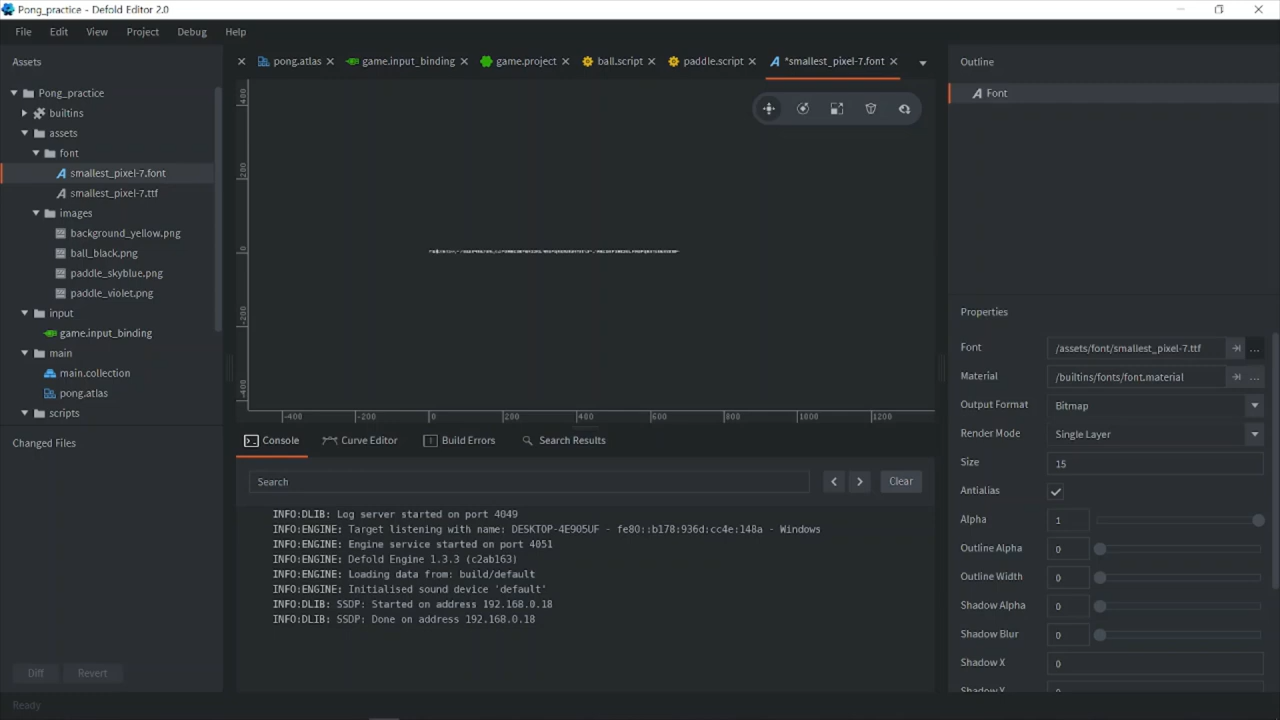 Pong_practice - Defold Editor 2.0
File Edit View Project Debug Help
Assets
Pong_practice
builtins
assets
font
smallest_pixel-7.font
smallest_pixel-7.ttf
images
background_yellow.png
ball_black.png
paddle_skyblue.png
paddle_violet.png
input
game.input_binding
main
main.collection
pong.atlas
scripts
Changed Files
Diff Revert
Ready
pong.atlas game.input_binding game.project ball.script paddle.script *smallest_pixel-7.font
400
200
0
-200
-400
-400 -200 0 200 400 600 800 1000 1200
Console Curve Editor Build Errors Search Results
Search Clear
INFO:DLIB: Log server started on port 4049
INFO:ENGINE: Target listening with name: DESKTOP-4E905UF - fe80::b178:936d:cc4e:148a - Windows
INFO:ENGINE: Engine service started on port 4051
INFO:ENGINE: Defold Engine 1.3.3 (c2ab163)
INFO:ENGINE: Loading data from: build/default
INFO:ENGINE: Initialised sound device 'default'
INFO:DLIB: SSDP: Started on address 192.168.0.18
INFO:DLIB: SSDP: Done on address 192.168.0.18
Outline
Font
Properties
Font /assets/font/smallest_pixel-7.ttf ...
Material /builtins/fonts/font.material ...
Output Format Bitmap
Render Mode Single Layer
Size 15
Antialias
Alpha 1
Outline Alpha 0
Outline Width 0
Shadow Alpha 0
Shadow Blur 0
Shadow X 0
Shadow Y